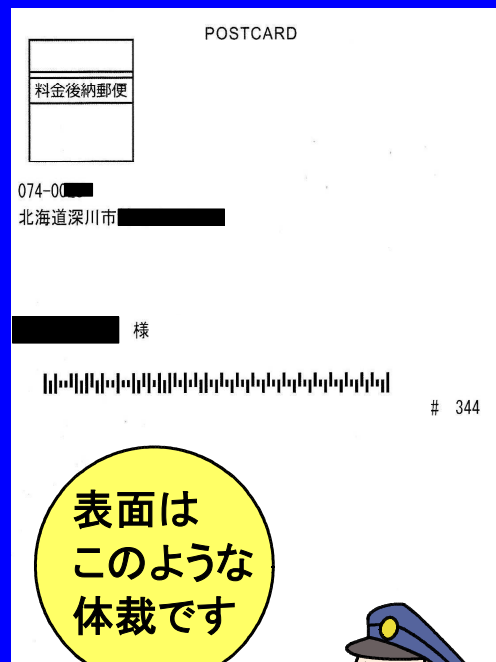 POSTCARD
料金後納郵便
074-00
北海道深川市
様
# 344
表面は
このような
体裁です